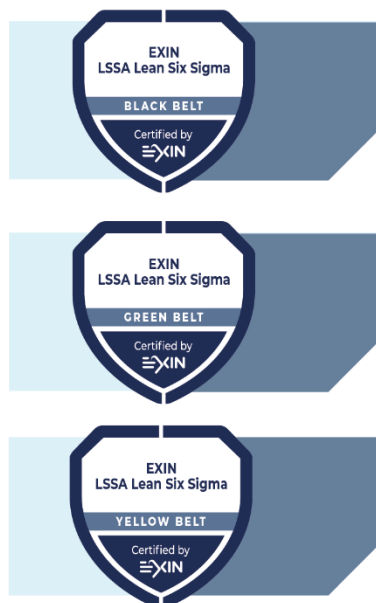 EXIN
LSSA Lean Six Sigma
BLACK BELT
Certified by
EXIN
EXIN
LSSA Lean Six Sigma
GREEN BELT
Certified by
EXIN
EXIN
LSSA Lean Six Sigma
YELLOW BELT
Certified by
EXIN